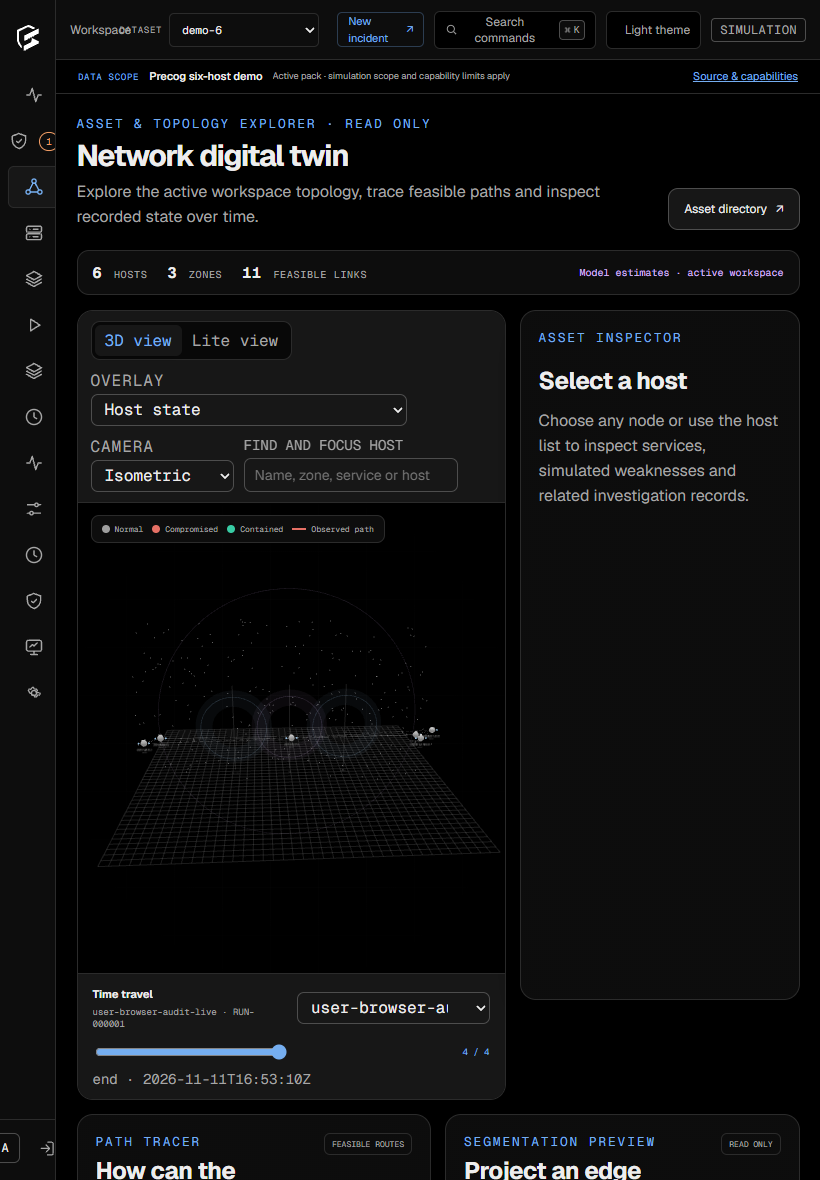 Workspace DATASET demo-6 New incident Search commands ⌘ K Light theme SIMULATION
DATA SCOPE Precog six-host demo Active pack · simulation scope and capability limits apply Source & capabilities
1
ASSET & TOPOLOGY EXPLORER · READ ONLY
Network digital twin
Explore the active workspace topology, trace feasible paths and inspect
recorded state over time.
Asset directory
6 HOSTS 3 ZONES 11 FEASIBLE LINKS Model estimates · active workspace
3D view Lite view
OVERLAY
Host state
CAMERA FIND AND FOCUS HOST
Isometric Name, zone, service or host
Normal Compromised Contained Observed path
ASSET INSPECTOR
Select a host
Choose any node or use the host
list to inspect services,
simulated weaknesses and
related investigation records.
Time travel
user-browser-audit-live · RUN-
000001
user-browser-a
4 / 4
end · 2026-11-11T16:53:10Z
A
PATH TRACER FEASIBLE ROUTES
How can the
SEGMENTATION PREVIEW READ ONLY
Project an edge